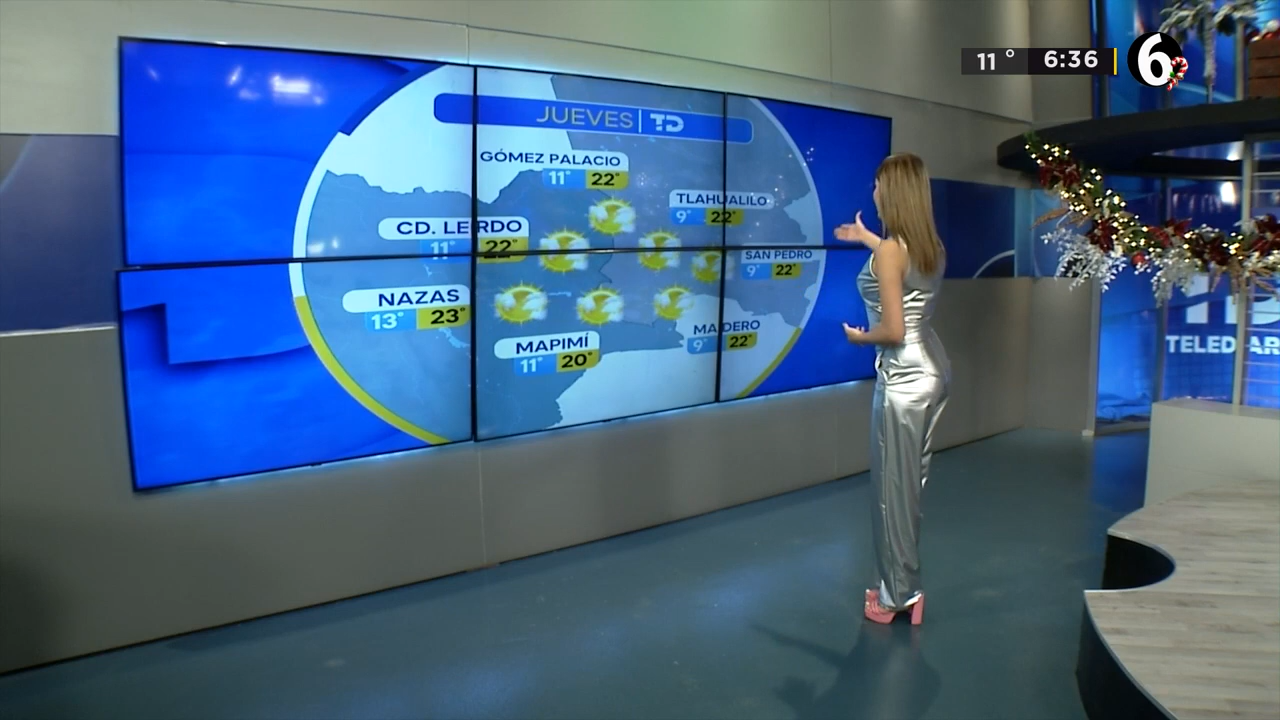 11° 6:36 6
JUEVES TD
GÓMEZ PALACIO
11° 22°
TLAHUALILO
9° 22°
CD. LERDO
11° 22°
SAN PEDRO
9° 22°
NAZAS
13° 23°
MADERO
9° 22°
MAPIMÍ
11° 20°